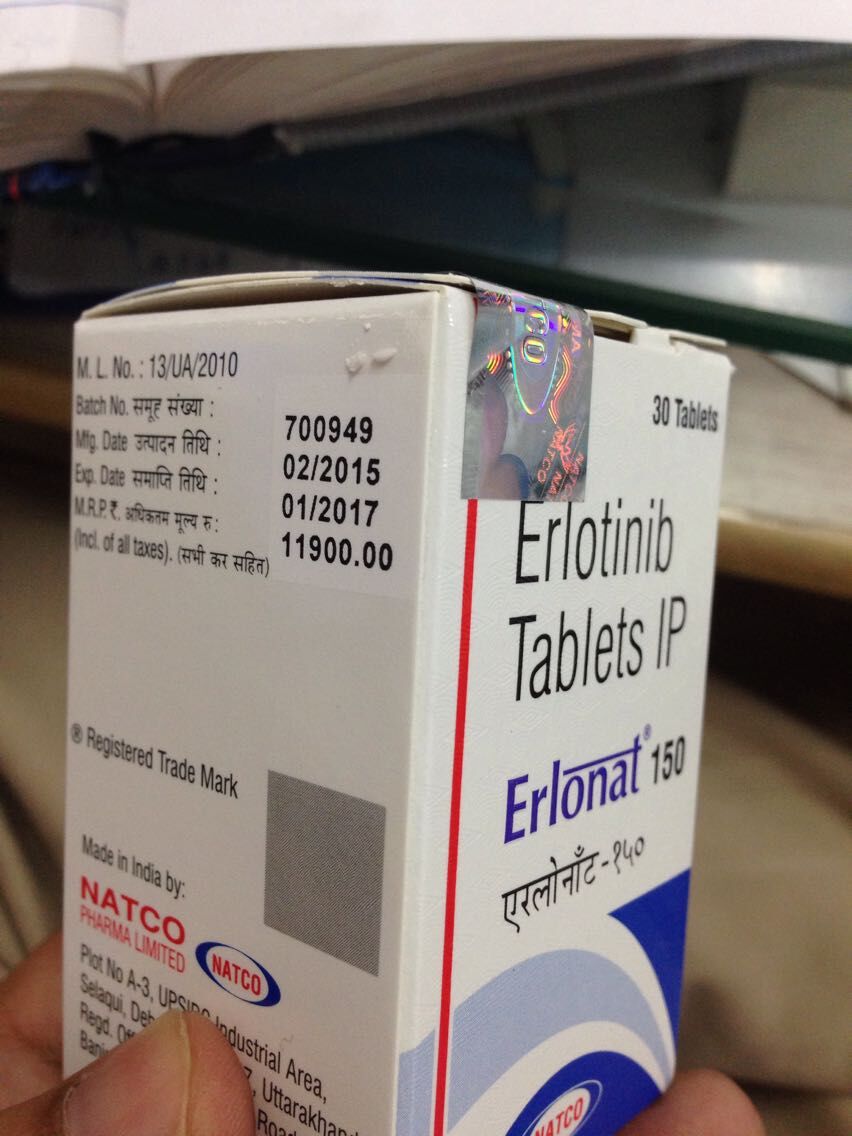 M. L. No. : 13/UA/2010
Batch No. समूह संख्या : 700949
Mfg. Date उत्पादन तिथि : 02/2015
Exp. Date समाप्ति तिथि : 01/2017
M.R.P. ₹. अधिकतम मूल्य रु : 11900.00
(Incl. of all taxes). (सभी कर सहित)
® Registered Trade Mark
Made in India by:
NATCO
PHARMA LIMITED
NATCO
Plot No A-3, Industrial Area,
Selaqui,
Regd.
NATCO
30 Tablets
Erlotinib
Tablets IP
Erlonat® 150
एरलोनाँट-१५०
NATCO